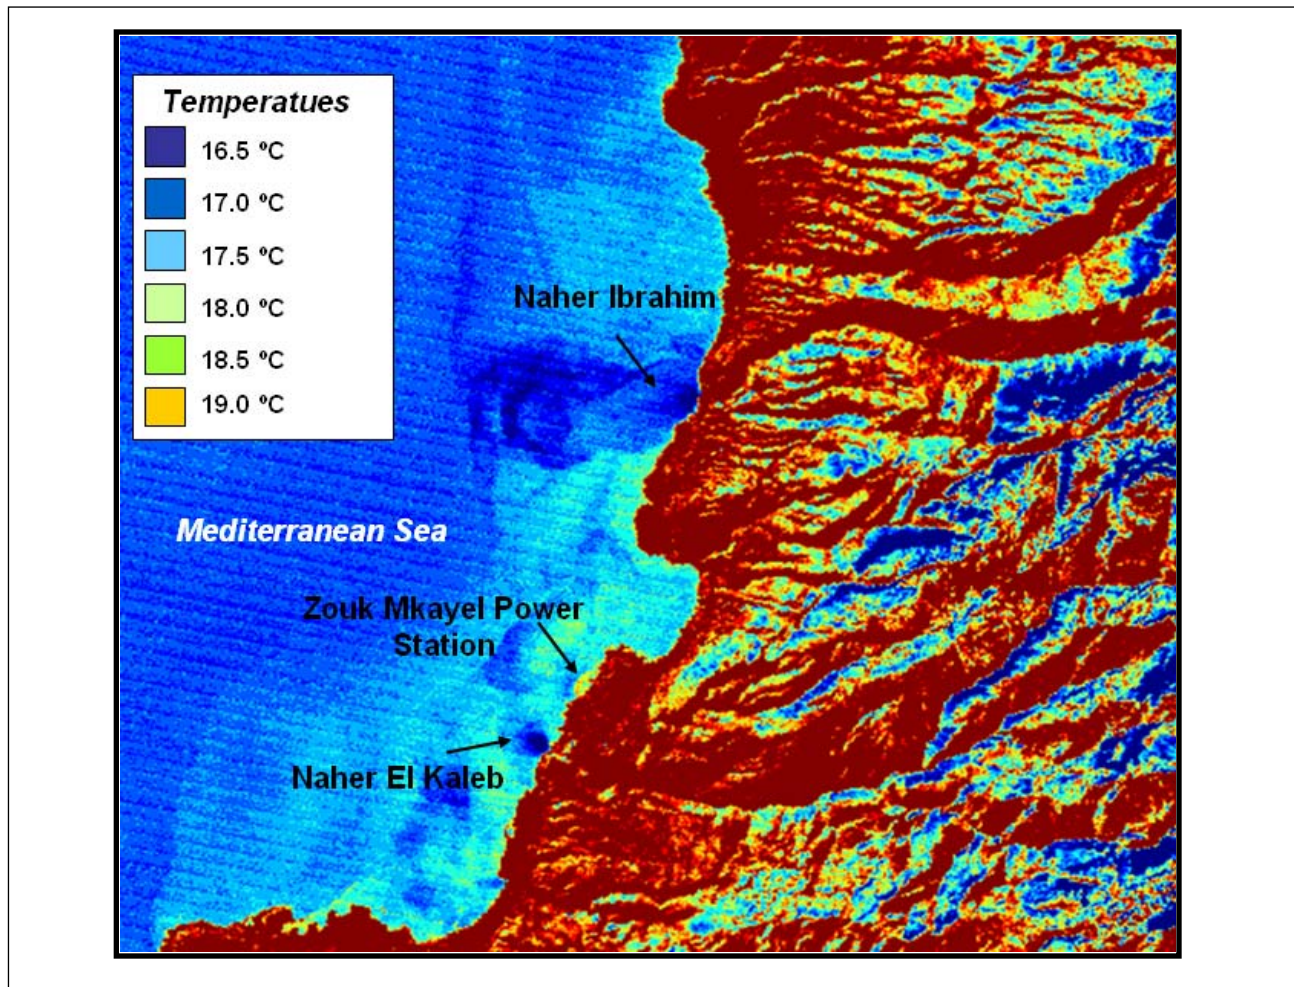 Temperatues
16.5 ºC
17.0 ºC
17.5 ºC
18.0 ºC
18.5 ºC
19.0 ºC
Naher Ibrahim
Mediterranean Sea
Zouk Mkayel Power
Station
Naher El Kaleb